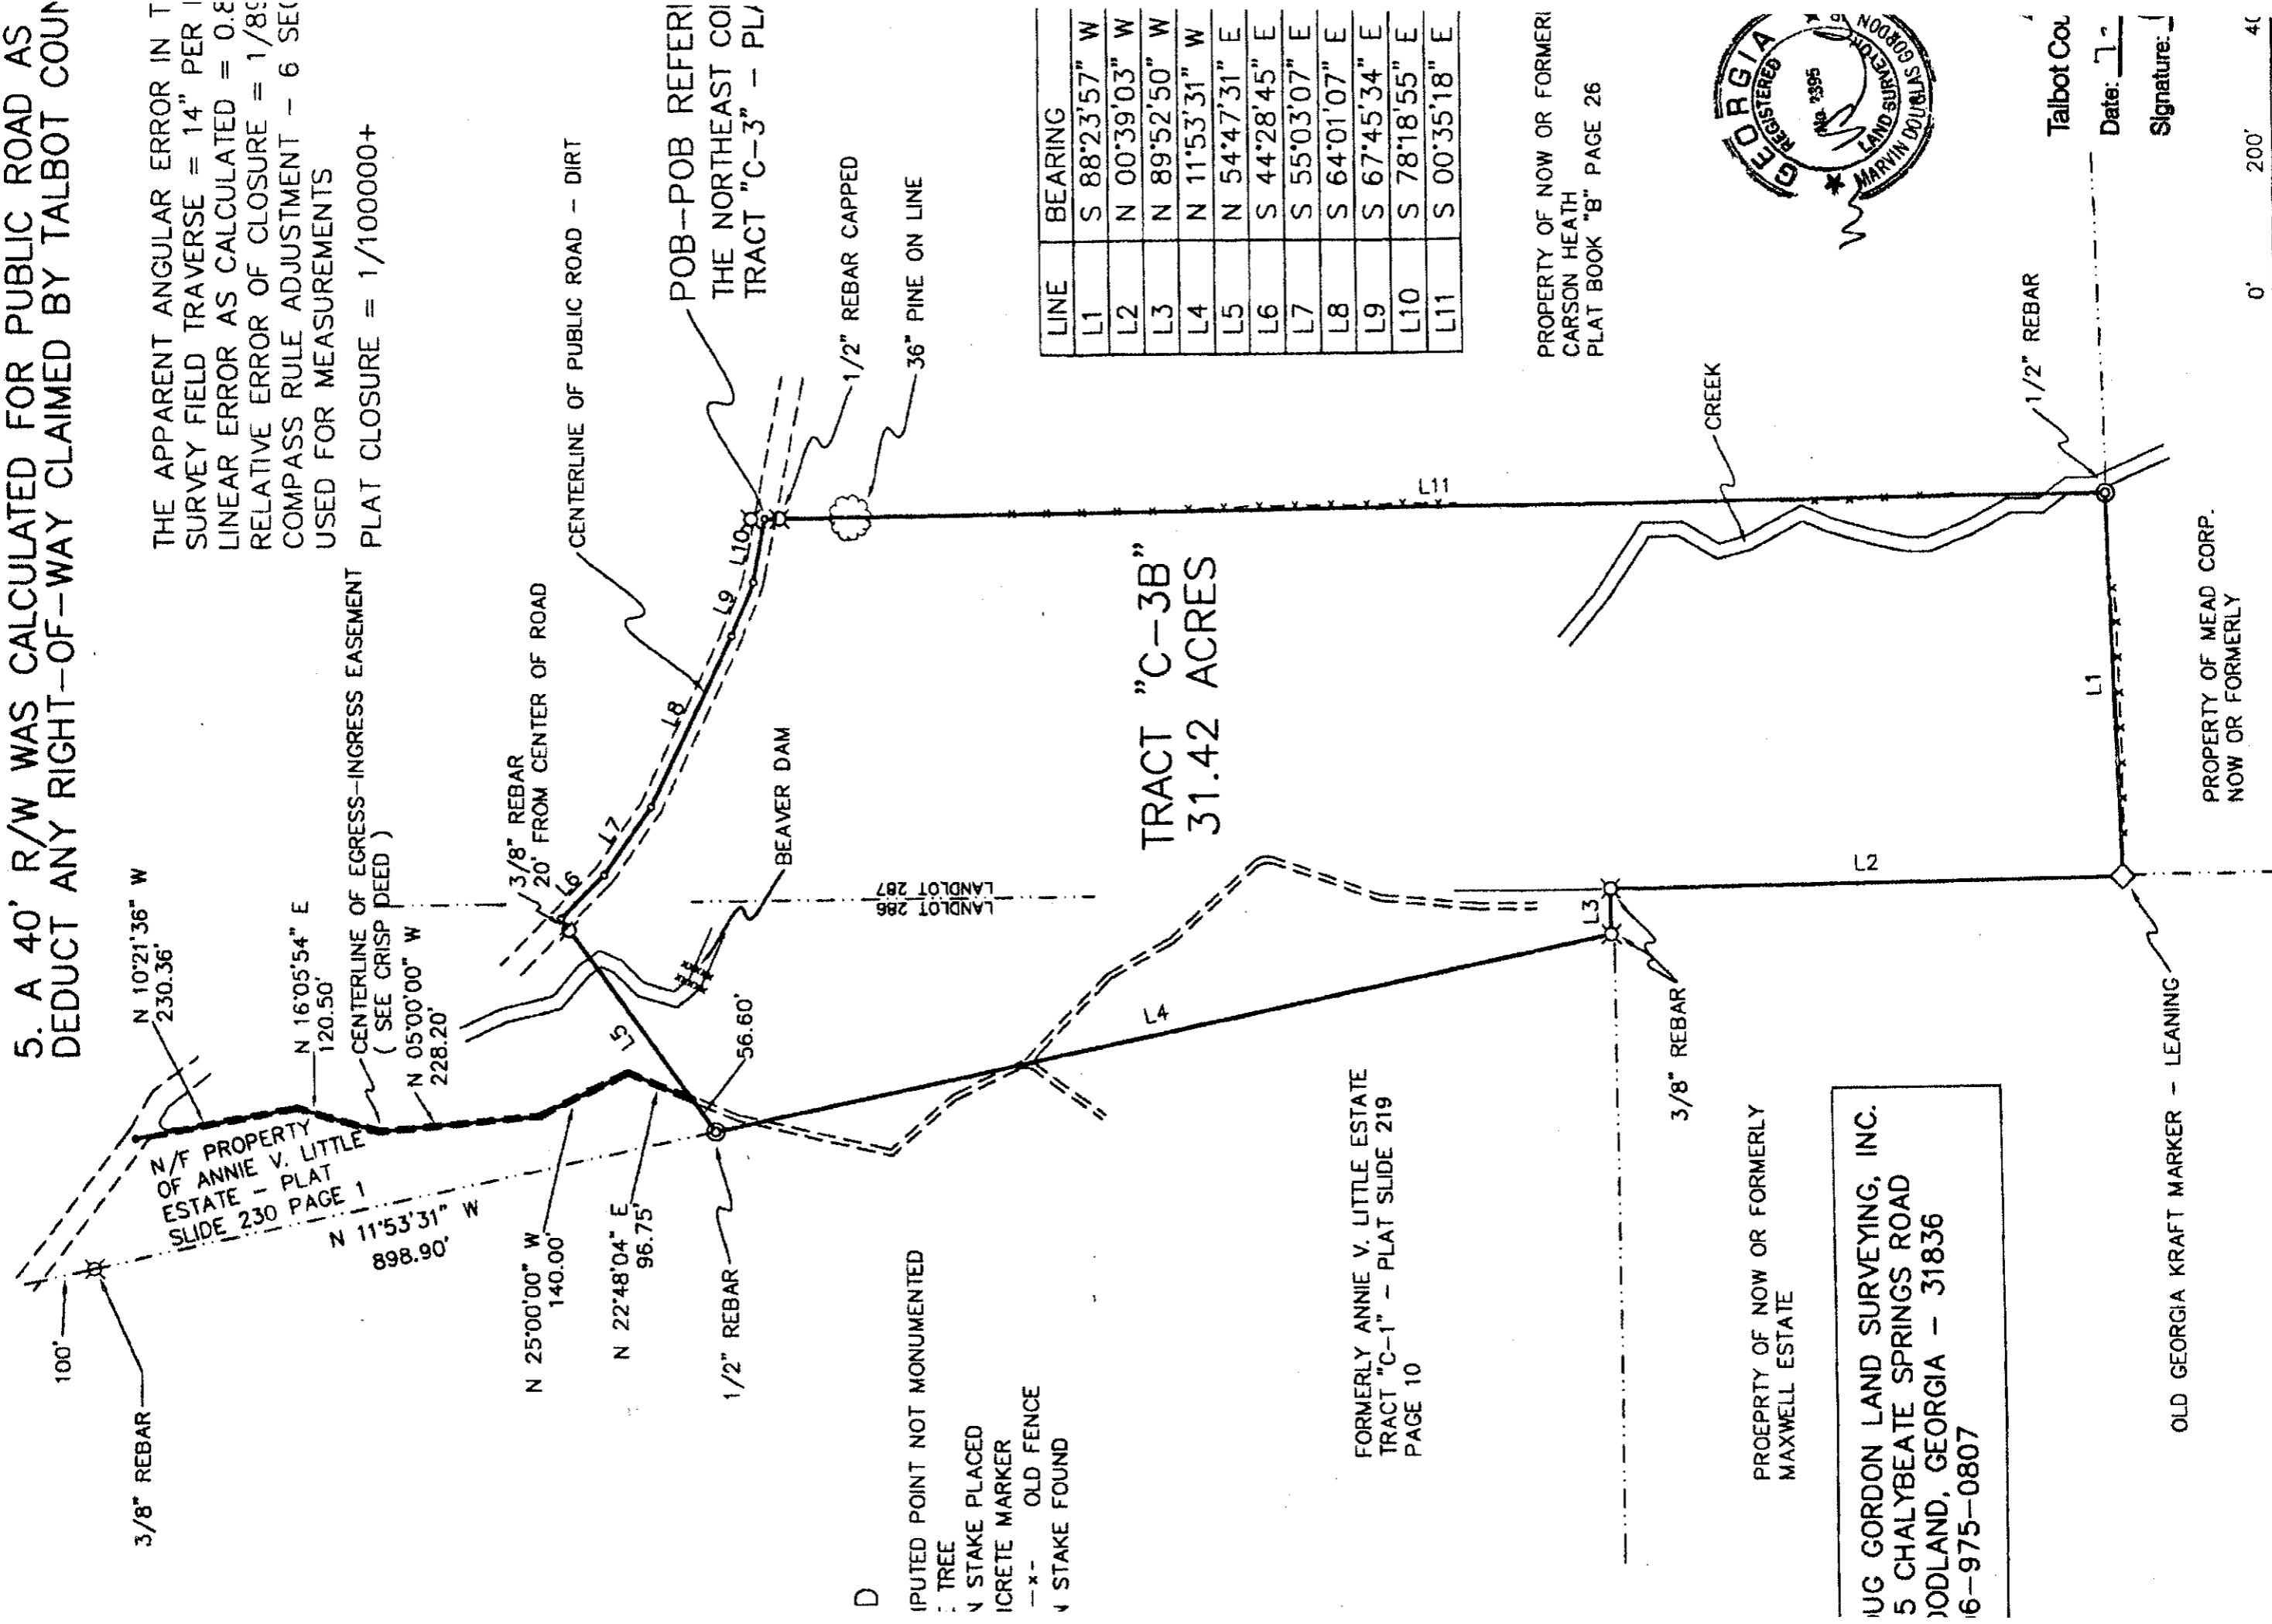 5. A 40' R/W WAS CALCULATED FOR PUBLIC ROAD AS
DEDUCT ANY RIGHT-OF-WAY CLAIMED BY TALBOT COUN
THE APPARENT ANGULAR ERROR IN T
SURVEY FIELD TRAVERSE = 14" PER
LINEAR ERROR AS CALCULATED = 0.8
RELATIVE ERROR OF CLOSURE = 1/89
COMPASS RULE ADJUSTMENT - 6 SEC
USED FOR MEASUREMENTS
PLAT CLOSURE = 1/100000+
N 10°21'36" W
230.36'
N 16°05'54" E
120.50'
CENTERLINE OF EGRESS-INGRESS EASEMENT
( SEE CRISP DEED )
N 05°00'00" W
228.20'
3/8" REBAR
20' FROM CENTER OF ROAD
CENTERLINE OF PUBLIC ROAD - DIRT
POB-POB REFERI
THE NORTHEAST COI
TRACT "C-3" - PLA
1/2" REBAR CAPPED
36" PINE ON LINE
100'
3/8" REBAR
N/F PROPERTY
OF ANNIE V. LITTLE
ESTATE - PLAT
SLIDE 230 PAGE 1
N 11°53'31" W
898.90'
N 25°00'00" W
140.00'
N 22°48'04" E
96.75'
1/2" REBAR
56.60'
BEAVER DAM
LANDLOT 286
LANDLOT 287
L5
L6
L7
L8
L9
L10
L11
L4
L3
L2
L1
LINE BEARING
L1 S 88°23'57" W
L2 N 00°39'03" W
L3 N 89°52'50" W
L4 N 11°53'31" W
L5 N 54°47'31" E
L6 S 44°28'45" E
L7 S 55°03'07" E
L8 S 64°01'07" E
L9 S 67°45'34" E
L10 S 78°18'55" E
L11 S 00°35'18" E
TRACT "C-3B"
31.42 ACRES
PROPERTY OF NOW OR FORMERI
CARSON HEATH
PLAT BOOK "B" PAGE 26
CREEK
1/2" REBAR
GEORGIA
REGISTERED
No. 2395
LAND SURVEYOR
MARVIN DOUGLAS GORDON
Talbot Cou
Date: 7-
Signature:
0' 200' 40
D
IPUTED POINT NOT MONUMENTED
E TREE
N STAKE PLACED
ICRETE MARKER
-x- OLD FENCE
N STAKE FOUND
FORMERLY ANNIE V. LITTLE ESTATE
TRACT "C-1" - PLAT SLIDE 219
PAGE 10
3/8" REBAR
PROEPRTY OF NOW OR FORMERLY
MAXWELL ESTATE
PROPERTY OF MEAD CORP.
NOW OR FORMERLY
OLD GEORGIA KRAFT MARKER - LEANING
OUG GORDON LAND SURVEYING, INC.
5 CHALYBEATE SPRINGS ROAD
OODLAND, GEORGIA - 31836
06-975-0807